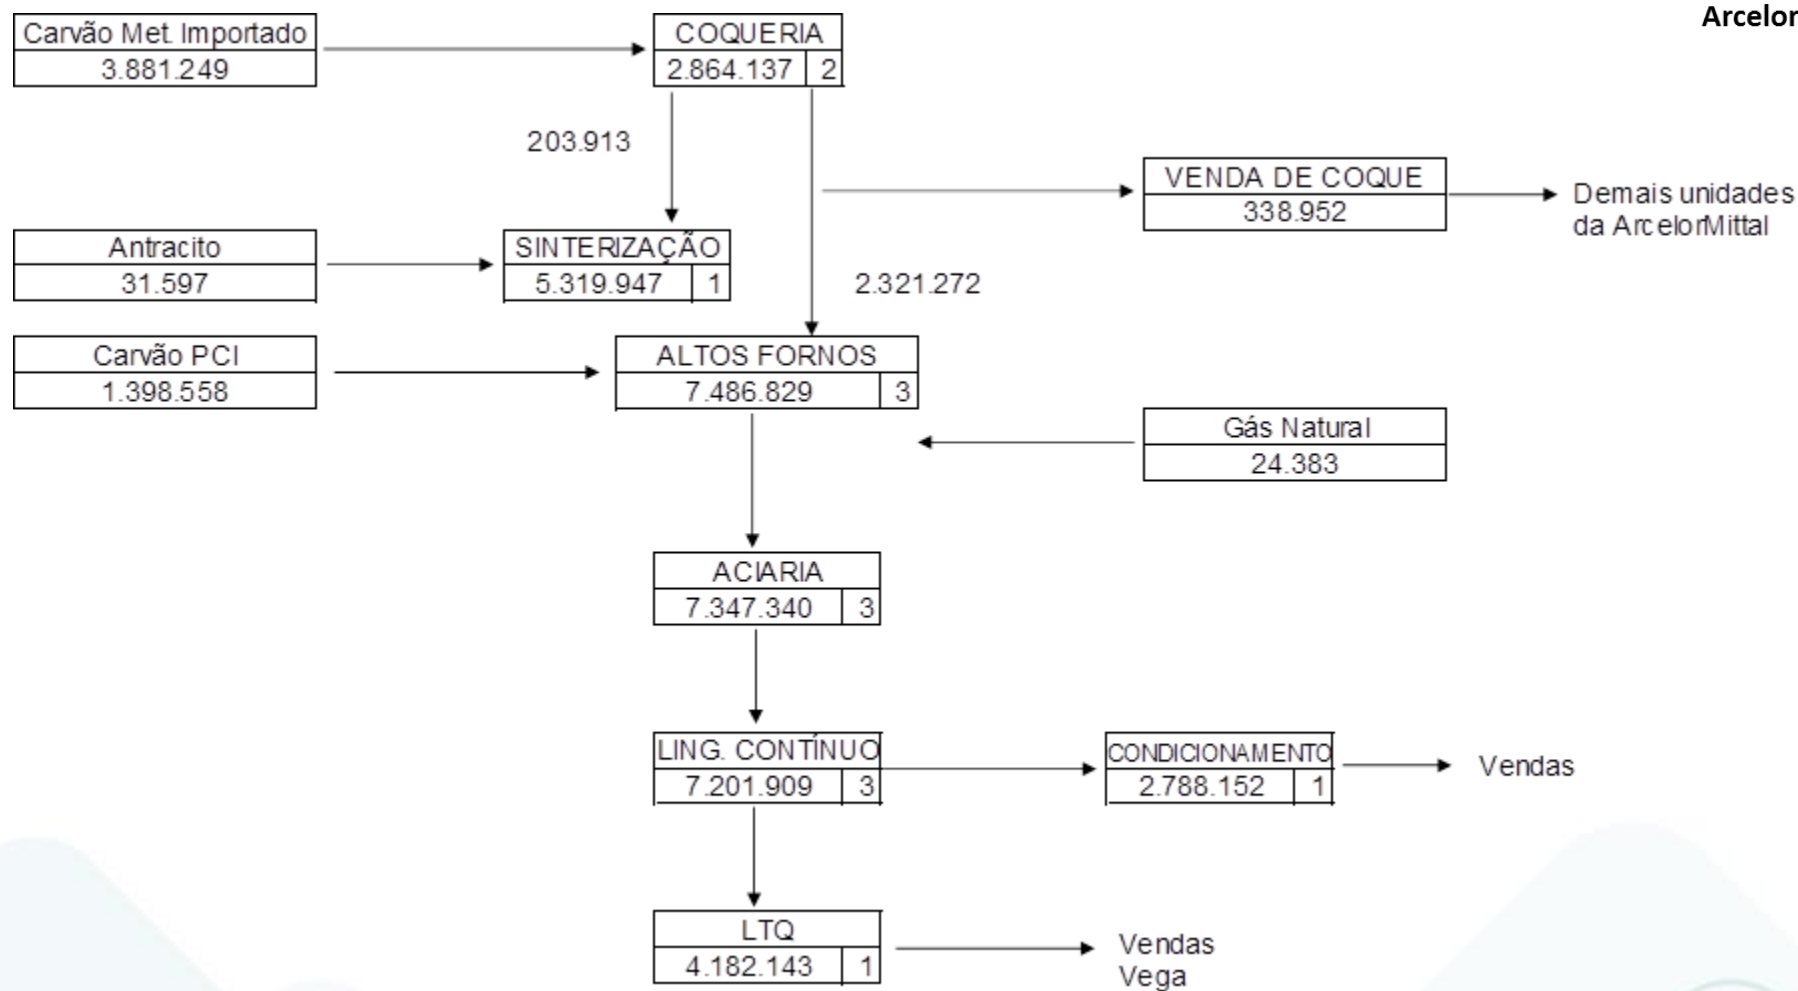 Arcelor
Carvão Met. Importado
3.881.249
COQUERIA
2.864.137 2
203.913
VENDA DE COQUE
338.952
Demais unidades
da ArcelorMittal
Antracito
31.597
SINTERIZAÇÃO
5.319.947 1
2.321.272
Carvão PCI
1.398.558
ALTOS FORNOS
7.486.829 3
Gás Natural
24.383
ACIARIA
7.347.340 3
LING. CONTÍNUO
7.201.909 3
CONDICIONAMENTO
2.788.152 1
Vendas
LTQ
4.182.143 1
Vendas
Vega